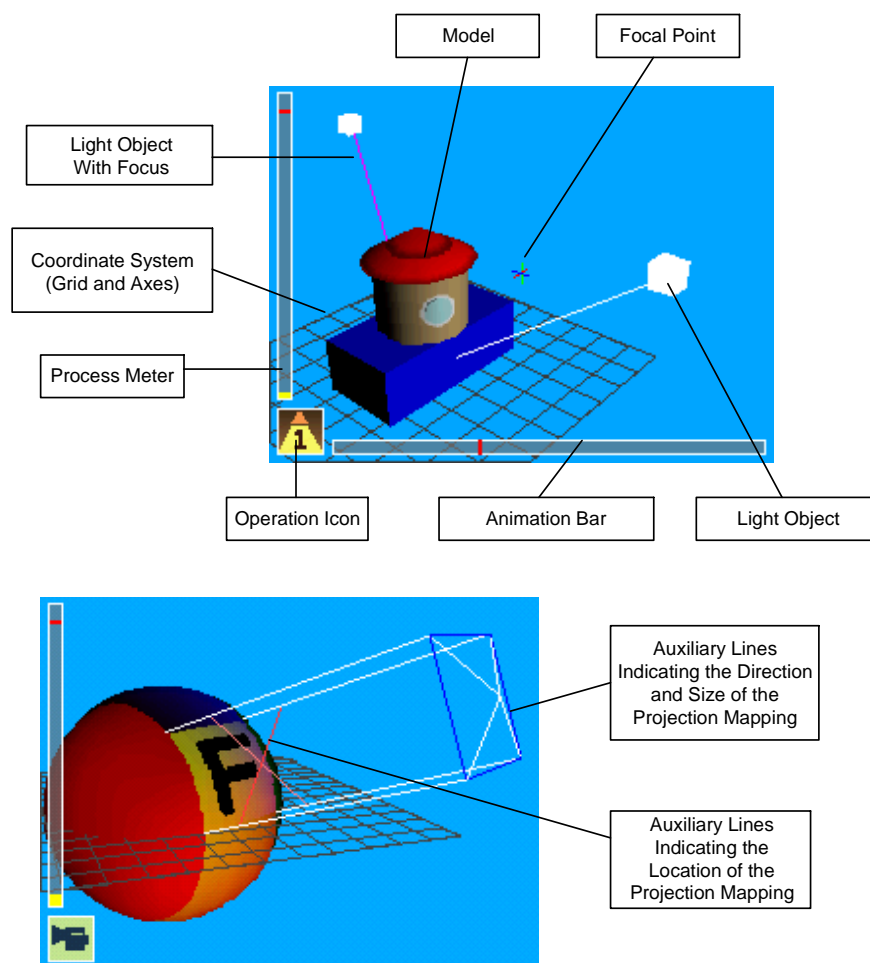 Model
Focal Point
Light Object
With Focus
Coordinate System
(Grid and Axes)
Process Meter
1
Operation Icon
Animation Bar
Light Object
F
Auxiliary Lines
Indicating the Direction
and Size of the
Projection Mapping
Auxiliary Lines
Indicating the
Location of the
Projection Mapping